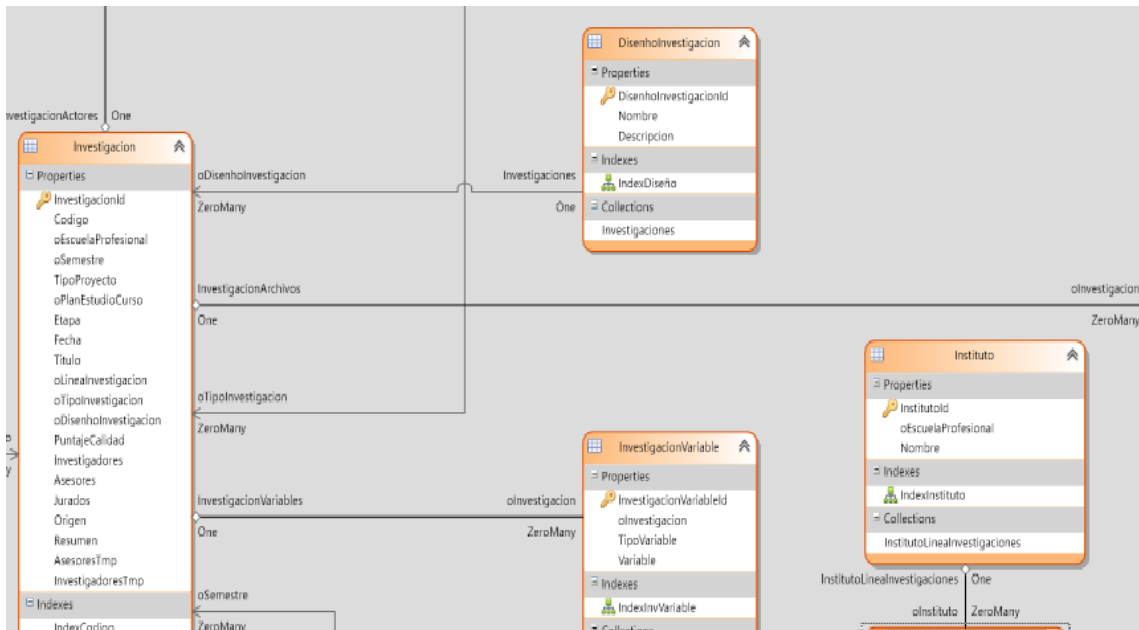 DisenhoInvestigacion
Properties
DisenhoInvestigacionId
Nombre
Descripcion
Indexes
IndexDiseña
Collections
Investigaciones
nvestigacionActores One
Investigacion
Properties
InvestigacionId
Codigo
oEscuelaProfesional
oSemestre
TipoProyecto
oPlanEstudioCurso
Etapa
Fecha
Titulo
oLineaInvestigacion
oTipoInvestigacion
oDisenhoInvestigacion
PuntajeCalidad
Investigadores
Asesores
Jurados
Origen
Resumen
AsesoresTmp
InvestigadoresTmp
Indexes
IndexCodigo
oDisenhoInvestigacion Investigaciones
ZeroMany One
InvestigacionArchivos oInvestigacion
One ZeroMany
oTipoInvestigacion
ZeroMany
InvestigacionVariables oInvestigacion
One ZeroMany
oSemestre
ZeroMany
InvestigacionVariable
Properties
InvestigacionVariableId
oInvestigacion
TipoVariable
Variable
Indexes
IndexInvVariable
Collections
Instituto
Properties
InstitutoId
oEscuelaProfesional
Nombre
Indexes
IndexInstituto
Collections
InstitutoLineaInvestigaciones
InstitutoLineaInvestigaciones One
oInstituto ZeroMany